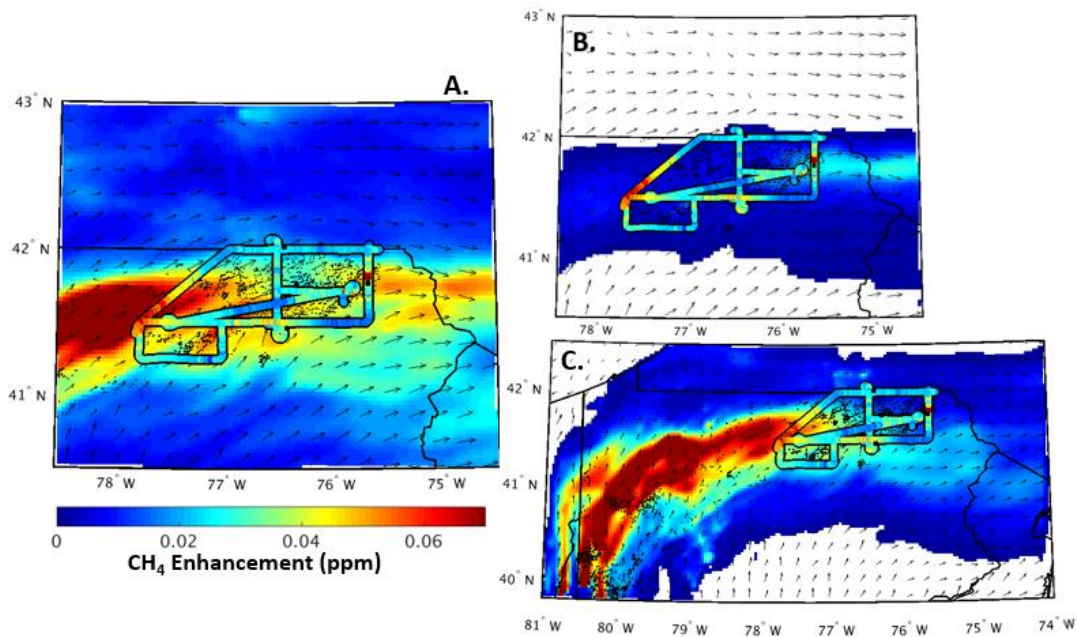 A.
43° N
42° N
41° N
78° W
77° W
76° W
75° W
0
0.02
0.04
0.06
CH₄ Enhancement (ppm)
B.
43° N
42° N
41° N
78° W
77° W
76° W
75° W
C.
42° N
41° N
40° N
81° W
80° W
79° W
78° W
77° W
76° W
75° W
74° W